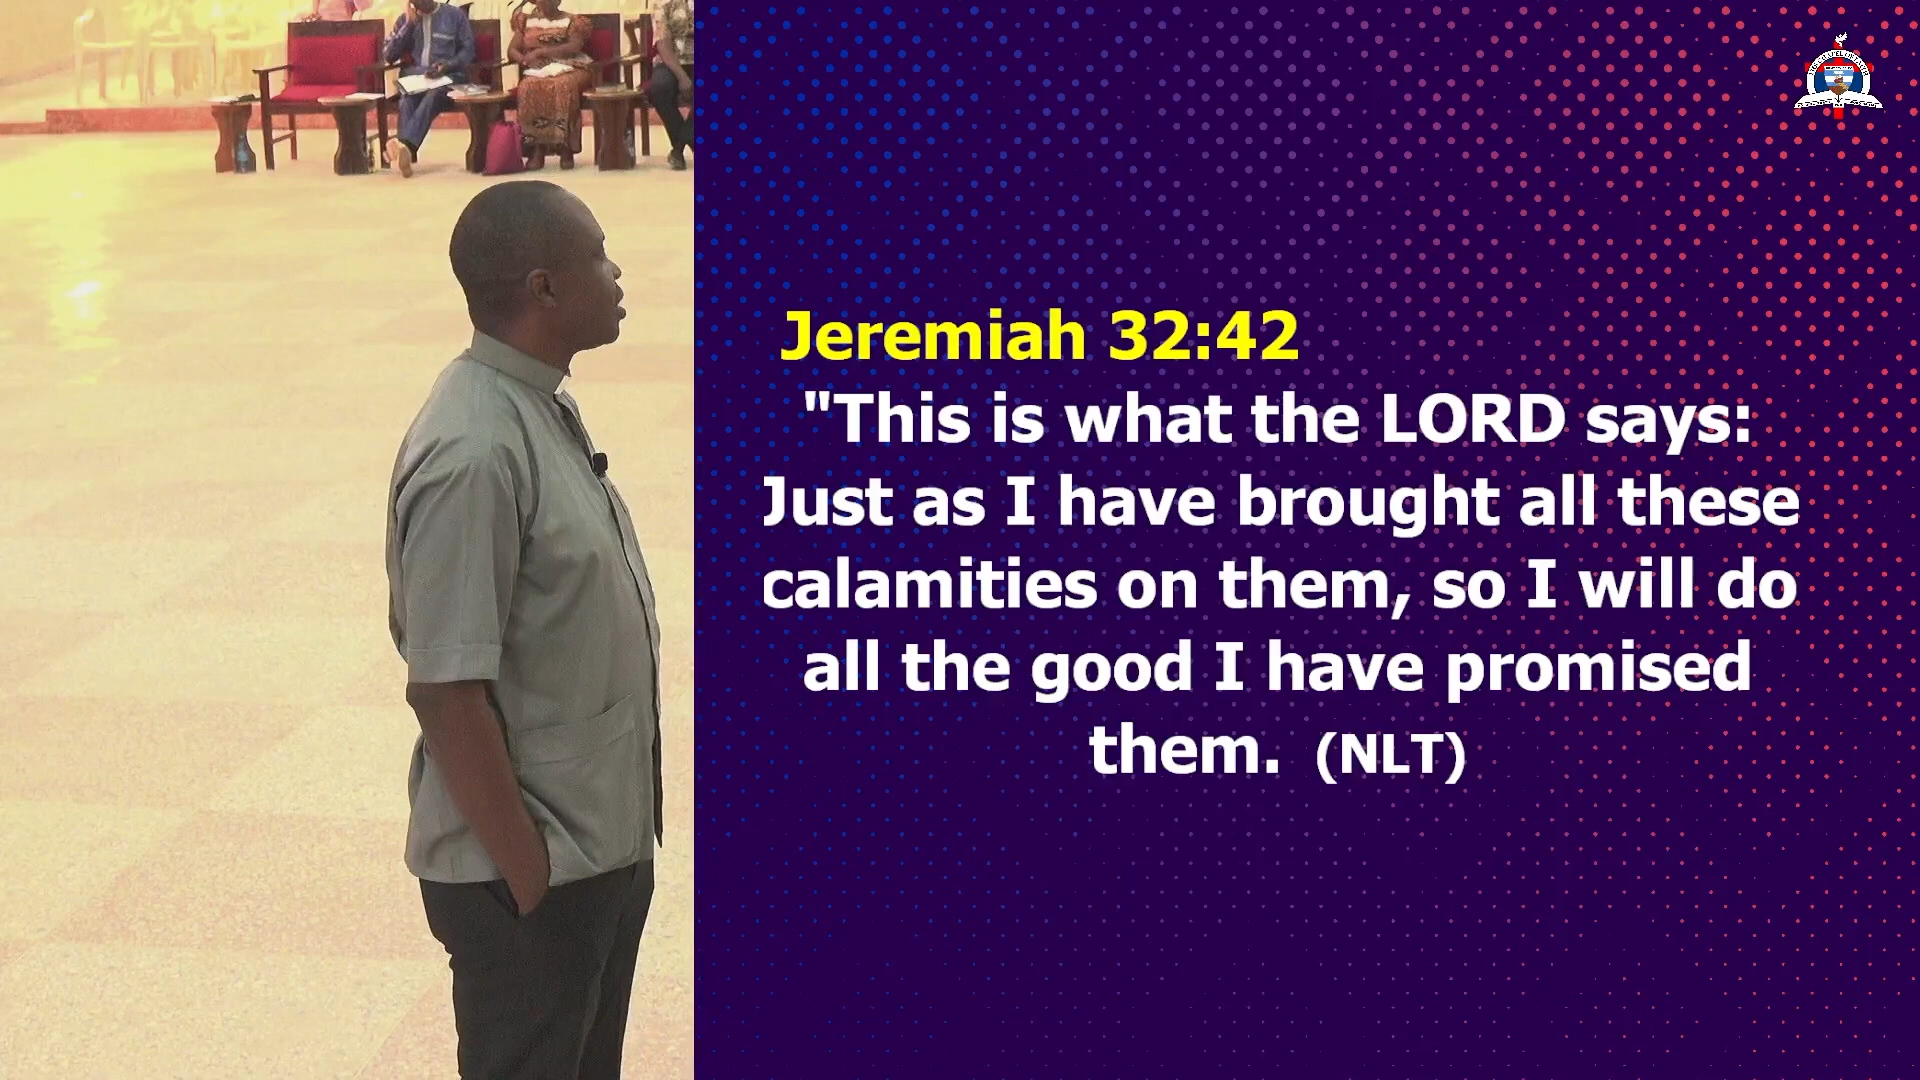 Jeremiah 32:42
"This is what the LORD says:
Just as I have brought all these
calamities on them, so I will do
all the good I have promised
them. (NLT)